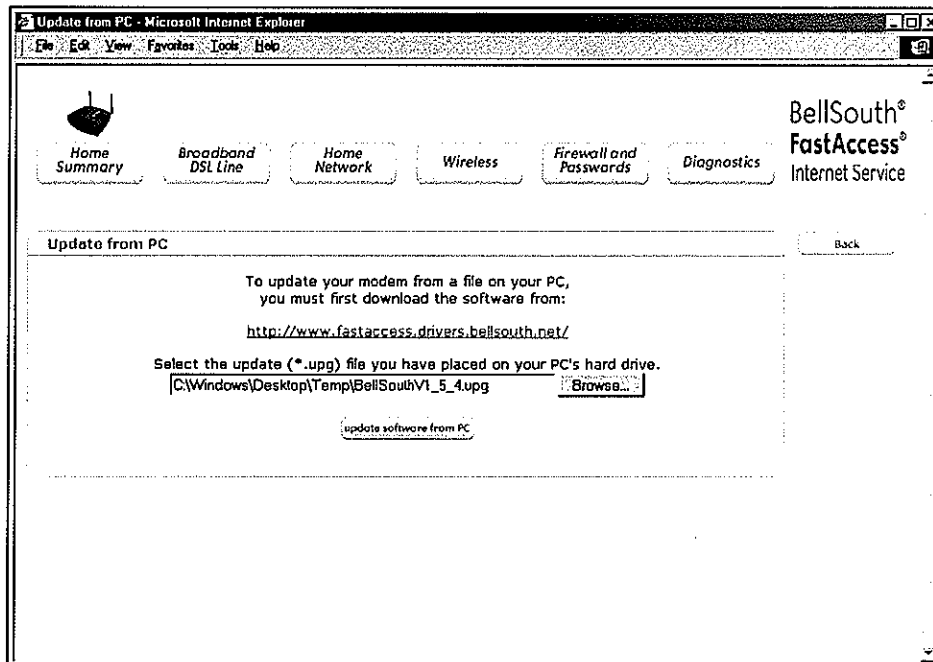 Update from PC - Microsoft Internet Explorer
File Edit View Favorites Tools Help
BellSouth®
FastAccess®
Internet Service
Home Summary
Broadband DSL Line
Home Network
Wireless
Firewall and Passwords
Diagnostics
Update from PC
Back
To update your modem from a file on your PC,
you must first download the software from:
http://www.fastaccess.drivers.bellsouth.net/
Select the update (*.upg) file you have placed on your PC's hard drive.
C:\Windows\Desktop\Temp\BellSouthV1_5_4.upg
Browse...
update software from PC